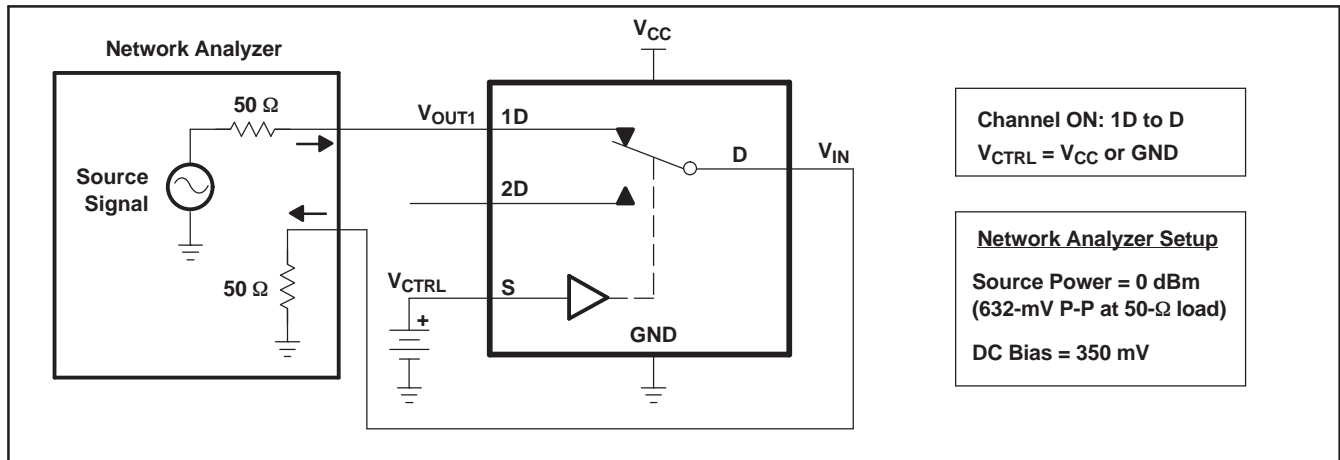 V_CC
Network Analyzer
50 Ω
V_OUT1 1D
Channel ON: 1D to D
V_CTRL = V_CC or GND
D V_IN
Source
Signal
2D
Network Analyzer Setup
Source Power = 0 dBm
(632-mV P-P at 50-Ω load)
DC Bias = 350 mV
50 Ω
V_CTRL S
+
GND